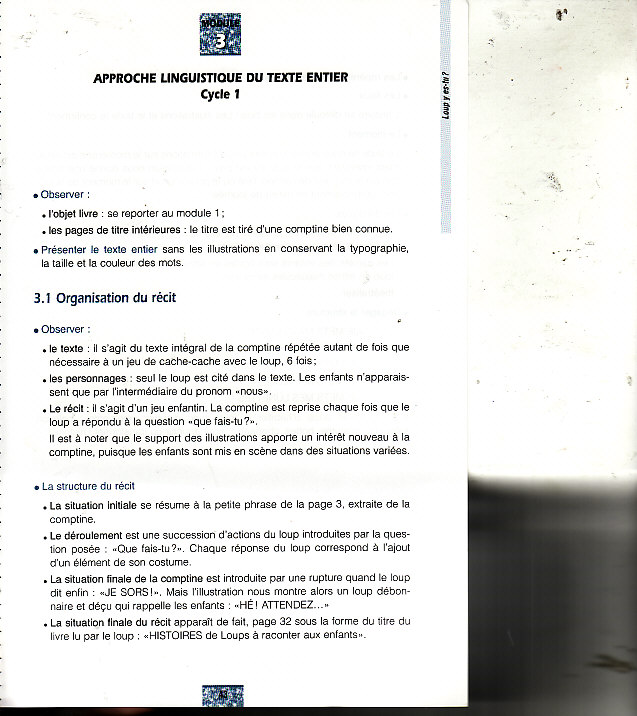 MODULE
3
APPROCHE LINGUISTIQUE DU TEXTE ENTIER
Cycle 1
Loup y es-tu?
• Observer :
• l'objet livre : se reporter au module 1;
• les pages de titre intérieures : le titre est tiré d'une comptine bien connue.
• Présenter le texte entier sans les illustrations en conservant la typographie,
la taille et la couleur des mots.
3.1 Organisation du récit
• Observer :
• le texte : il s'agit du texte intégral de la comptine répétée autant de fois que
nécessaire à un jeu de cache-cache avec le loup, 6 fois;
• les personnages : seul le loup est cité dans le texte. Les enfants n'apparais-
sent que par l'intermédiaire du pronom «nous».
• Le récit : il s'agit d'un jeu enfantin. La comptine est reprise chaque fois que le
loup a répondu à la question «que fais-tu?».
Il est à noter que le support des illustrations apporte un intérêt nouveau à la
comptine, puisque les enfants sont mis en scène dans des situations variées.
• La structure du récit
• La situation initiale se résume à la petite phrase de la page 3, extraite de la
comptine.
• Le déroulement est une succession d'actions du loup introduites par la ques-
tion posée : «Que fais-tu?». Chaque réponse du loup correspond à l'ajout
d'un élément de son costume.
• La situation finale de la comptine est introduite par une rupture quand le loup
dit enfin : «JE SORS!». Mais l'illustration nous montre alors un loup débon-
naire et déçu qui rappelle les enfants : «HÉ! ATTENDEZ...»
• La situation finale du récit apparaît de fait, page 32 sous la forme du titre du
livre lu par le loup : «HISTOIRES de Loups à raconter aux enfants».